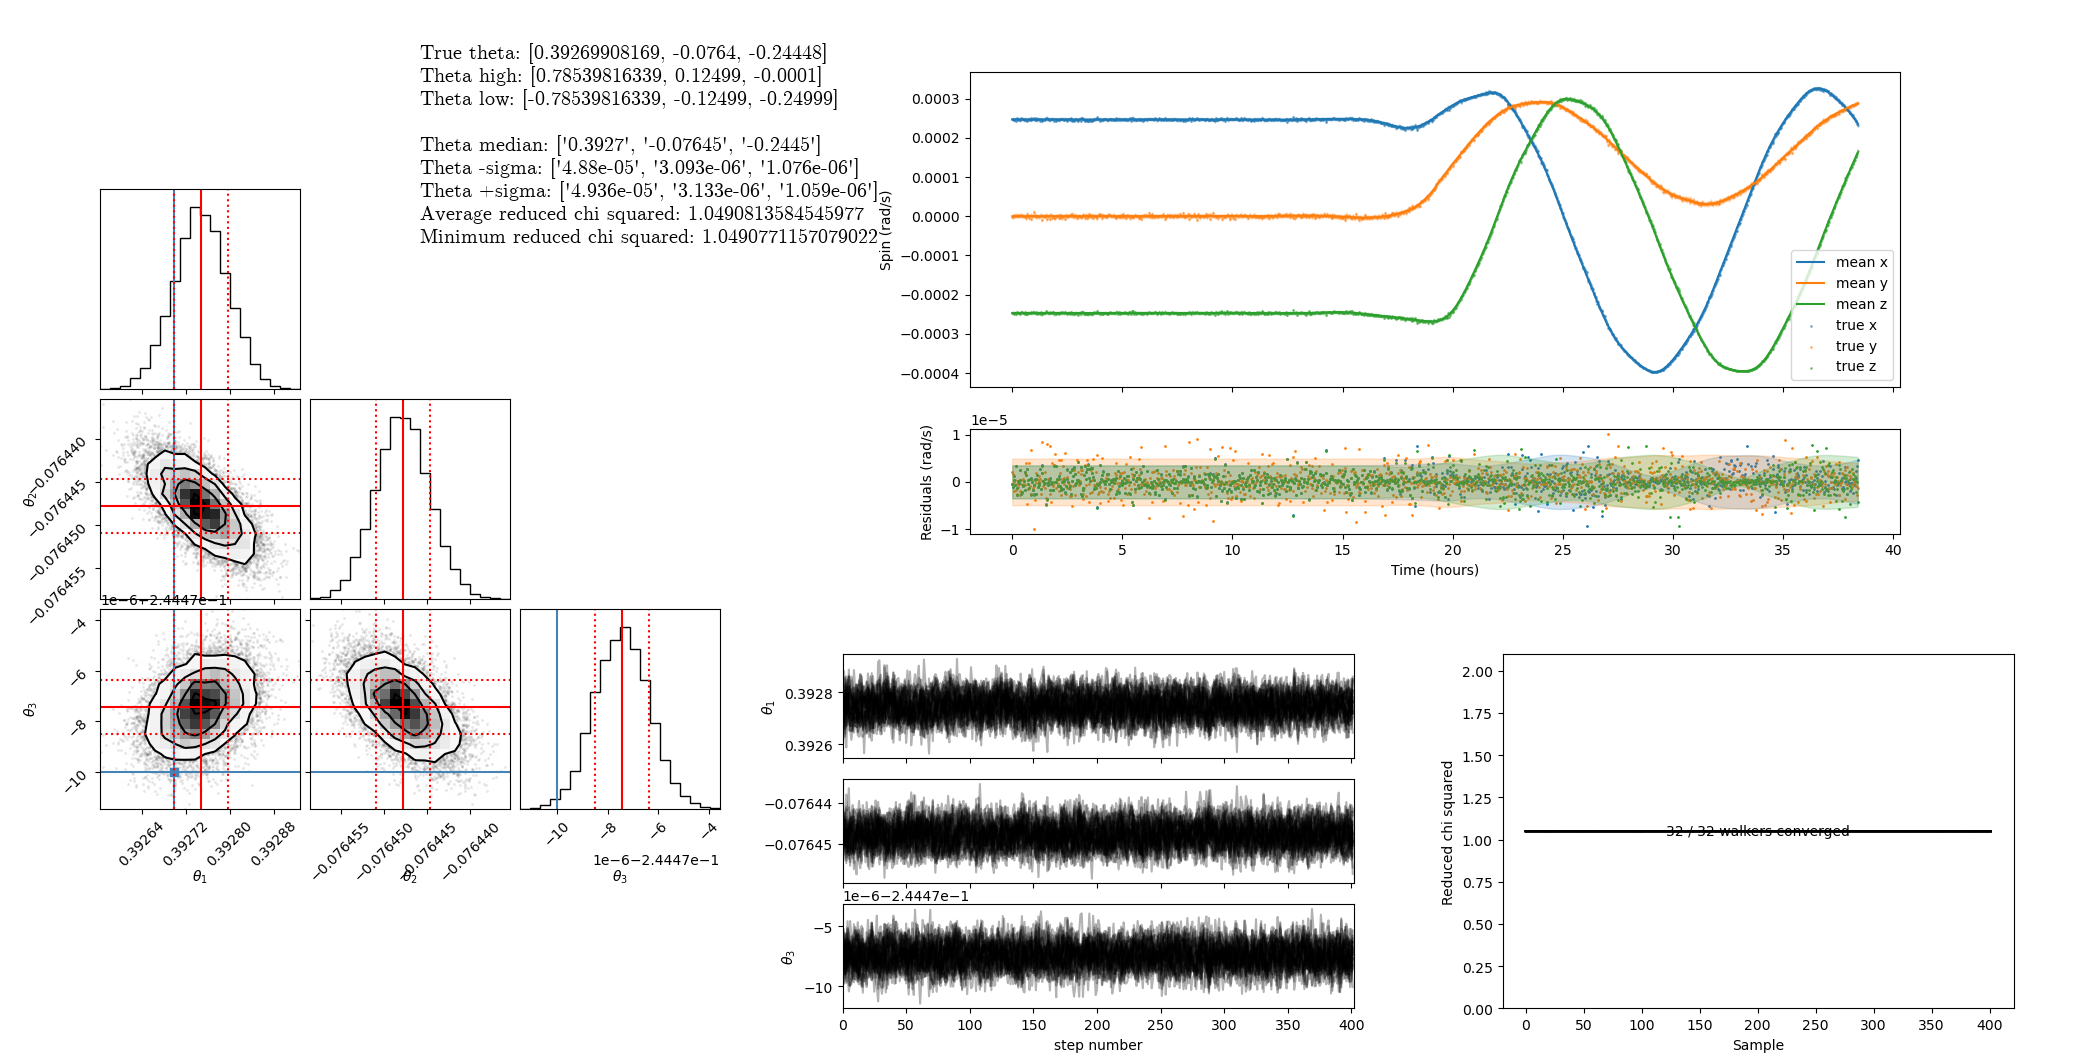 True theta: [0.39269908169, -0.0764, -0.24448]
Theta high: [0.78539816339, 0.12499, -0.0001]
Theta low: [-0.78539816339, -0.12499, -0.24999]
Theta median: ['0.3927', '-0.07645', '-0.2445']
Theta -sigma: ['4.88e-05', '3.093e-06', '1.076e-06']
Theta +sigma: ['4.936e-05', '3.133e-06', '1.059e-06']
Average reduced chi squared: 1.0490813584545977
Minimum reduced chi squared: 1.0490771157079022
Spin (rad/s)
0.0003
0.0002
0.0001
0.0000
−0.0001
−0.0002
−0.0003
−0.0004
mean x
mean y
mean z
true x
true y
true z
1e−5
Residuals (rad/s)
1
0
−1
0 5 10 15 20 25 30 35 40
Time (hours)
θ2
−0.076440
−0.076445
−0.076450
−0.076455
1e−6−2.4447e−1
θ3
−4
−6
−8
−10
0.39264 0.39272 0.39280 0.39288
θ1
−0.076455 −0.076450 −0.076445 −0.076440
θ2
−10 −8 −6 −4
1e−6−2.4447e−1
θ3
θ1
0.3928
0.3926
−0.07644
−0.07645
1e−6−2.4447e−1
θ3
−5
−10
0 50 100 150 200 250 300 350 400
step number
Reduced chi squared
2.00
1.75
1.50
1.25
1.00
0.75
0.50
0.25
0.00
32 / 32 walkers converged
0 50 100 150 200 250 300 350 400
Sample